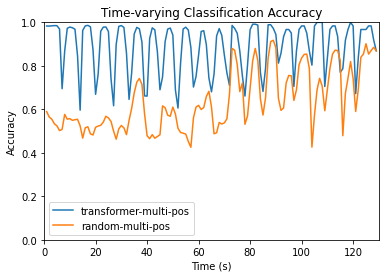 Time-varying Classification Accuracy
1.0
0.8
0.6
0.4
0.2
0.0
Accuracy
transformer-multi-pos
random-multi-pos
0 20 40 60 80 100 120
Time (s)